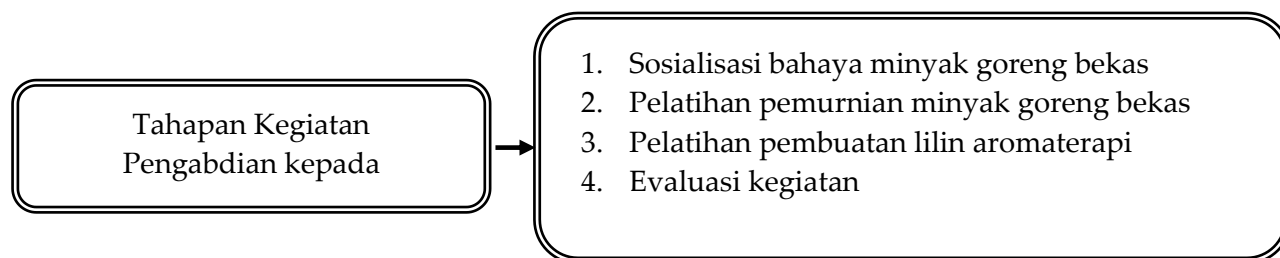 Tahapan Kegiatan
Pengabdian kepada
1. Sosialisasi bahaya minyak goreng bekas
2. Pelatihan pemurnian minyak goreng bekas
3. Pelatihan pembuatan lilin aromaterapi
4. Evaluasi kegiatan